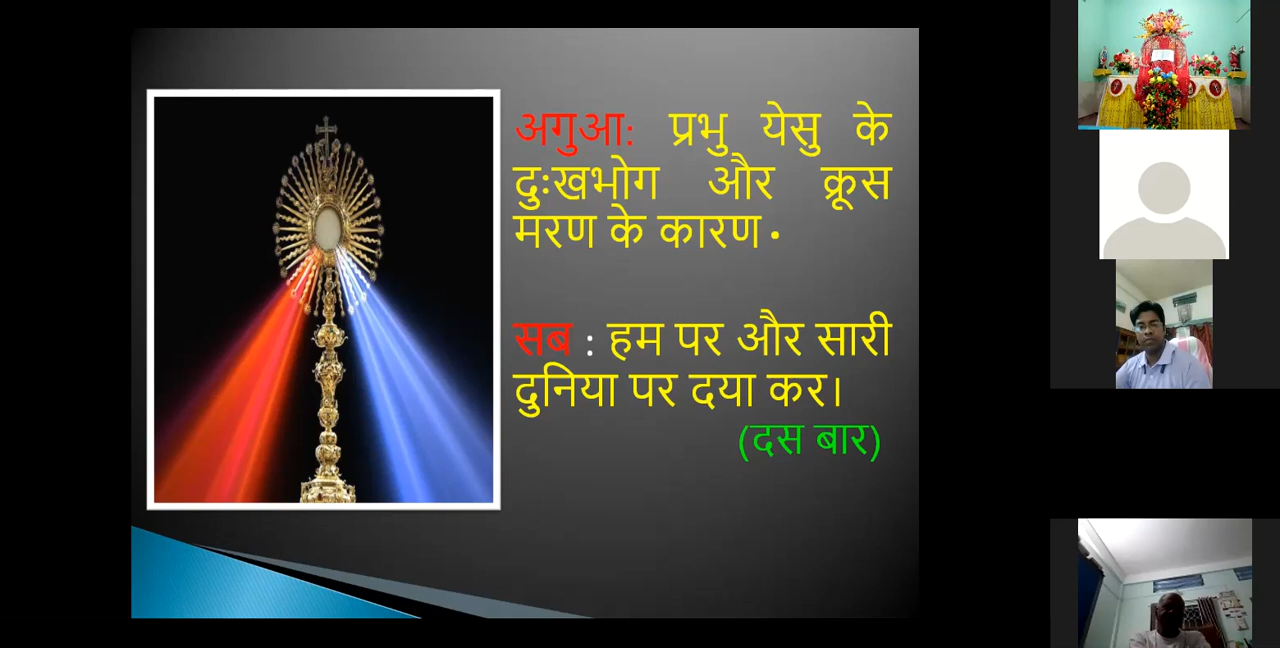 अगुआ: प्रभु येसु के
दुःखभोग और क्रूस
मरण के कारण•
सब : हम पर और सारी
दुनिया पर दया कर।
(दस बार)